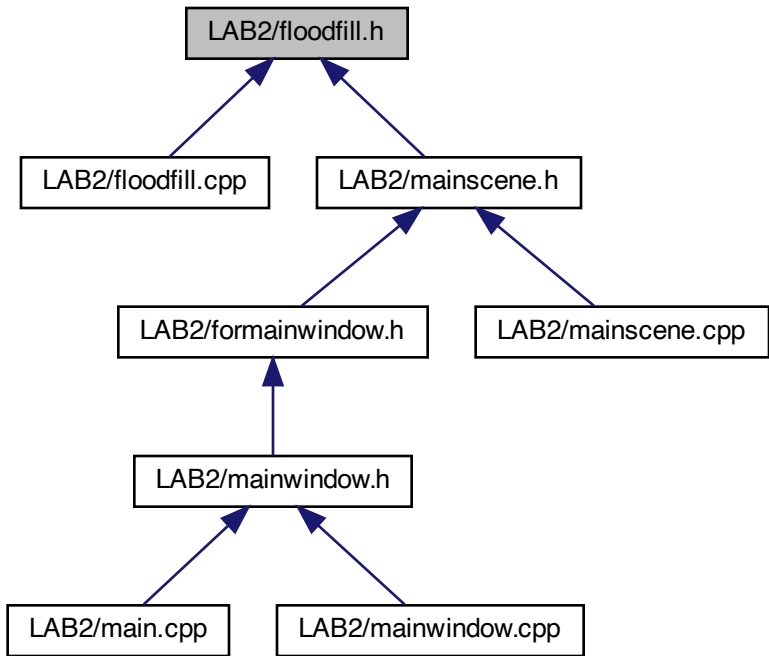 LAB2/floodfill.h
LAB2/floodfill.cpp
LAB2/mainscene.h
LAB2/formainwindow.h
LAB2/mainscene.cpp
LAB2/mainwindow.h
LAB2/main.cpp
LAB2/mainwindow.cpp